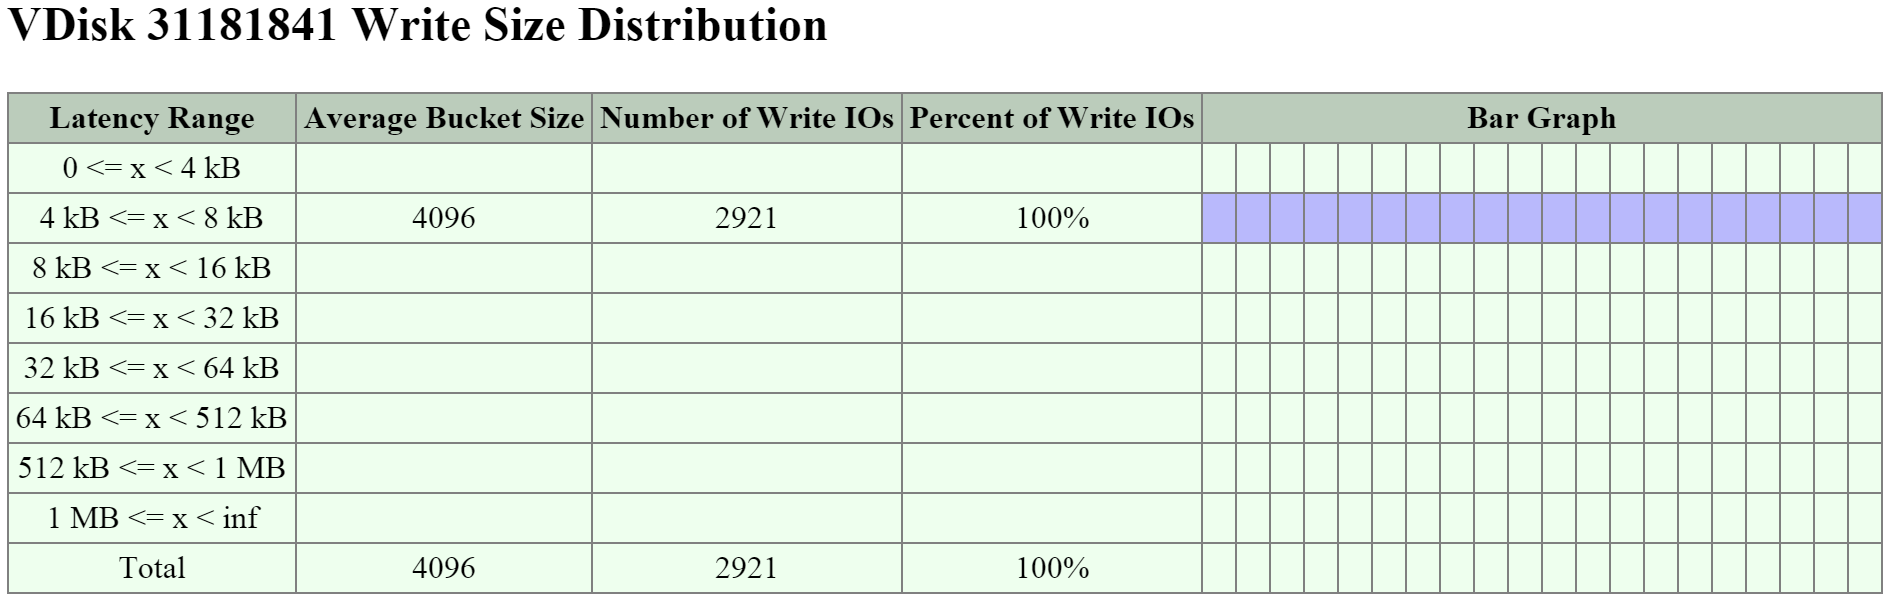 VDisk 31181841 Write Size Distribution
Latency Range Average Bucket Size Number of Write IOs Percent of Write IOs Bar Graph
0 <= x < 4 kB
4 kB <= x < 8 kB 4096 2921 100%
8 kB <= x < 16 kB
16 kB <= x < 32 kB
32 kB <= x < 64 kB
64 kB <= x < 512 kB
512 kB <= x < 1 MB
1 MB <= x < inf
Total 4096 2921 100%